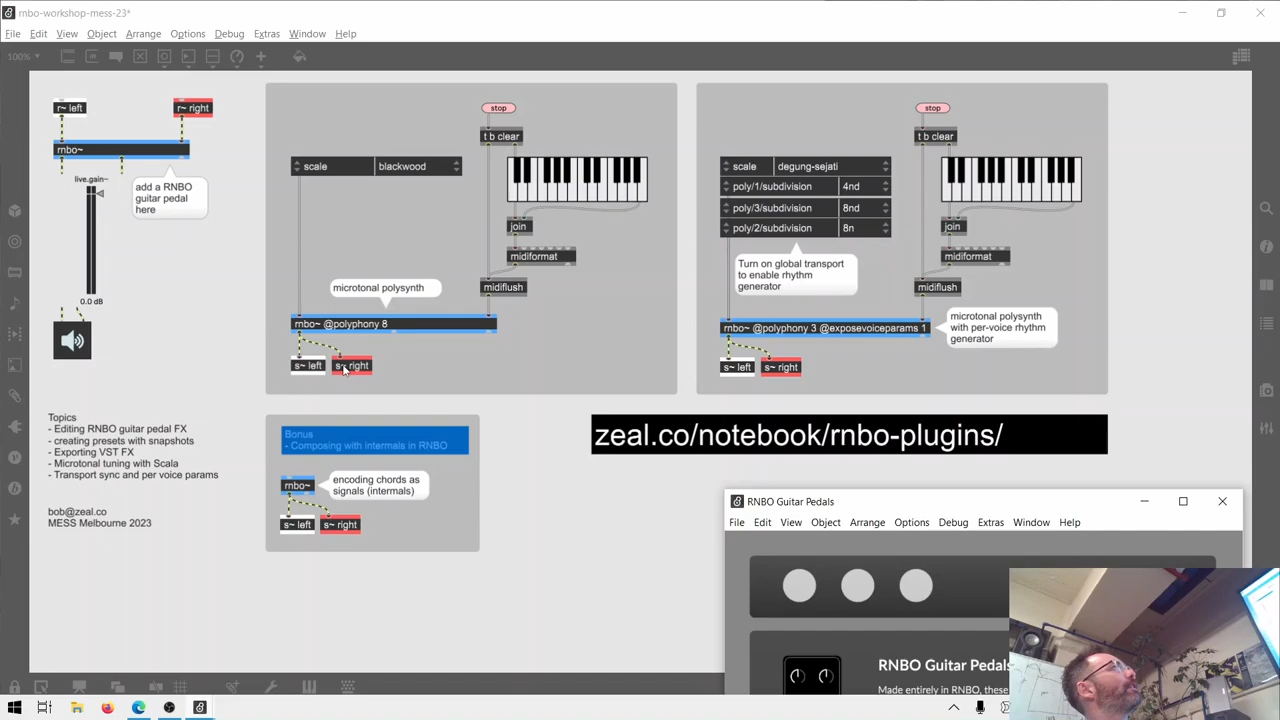 rnbo-workshop-mess-23*
File Edit View Object Arrange Options Debug Extras Window Help
100%
r~ left
r~ right
rnbo~
live.gain~
add a RNBO
guitar pedal
here
0.0 dB
Topics
- Editing RNBO guitar pedal FX
- creating presets with snapshots
- Exporting VST FX
- Microtonal tuning with Scala
- Transport sync and per voice params
bob@zeal.co
MESS Melbourne 2023
stop
t b clear
scale blackwood
join
midiformat
microtonal polysynth
midiflush
rnbo~ @polyphony 8
s~ left
s~ right
stop
t b clear
scale degung-sejati
poly/1/subdivision 4nd
poly/3/subdivision 8nd
poly/2/subdivision 8n
join
midiformat
Turn on global transport
to enable rhythm
generator
midiflush
rnbo~ @polyphony 3 @exposevoiceparams 1
microtonal polysynth
with per-voice rhythm
generator
s~ left
s~ right
Bonus
- Composing with intermals in RNBO
rnbo~
encoding chords as
signals (intermals)
s~ left
s~ right
zeal.co/notebook/rnbo-plugins/
RNBO Guitar Pedals
File Edit View Object Arrange Options Debug Extras Window Help
RNBO Guitar Pedals
Made entirely in RNBO, these